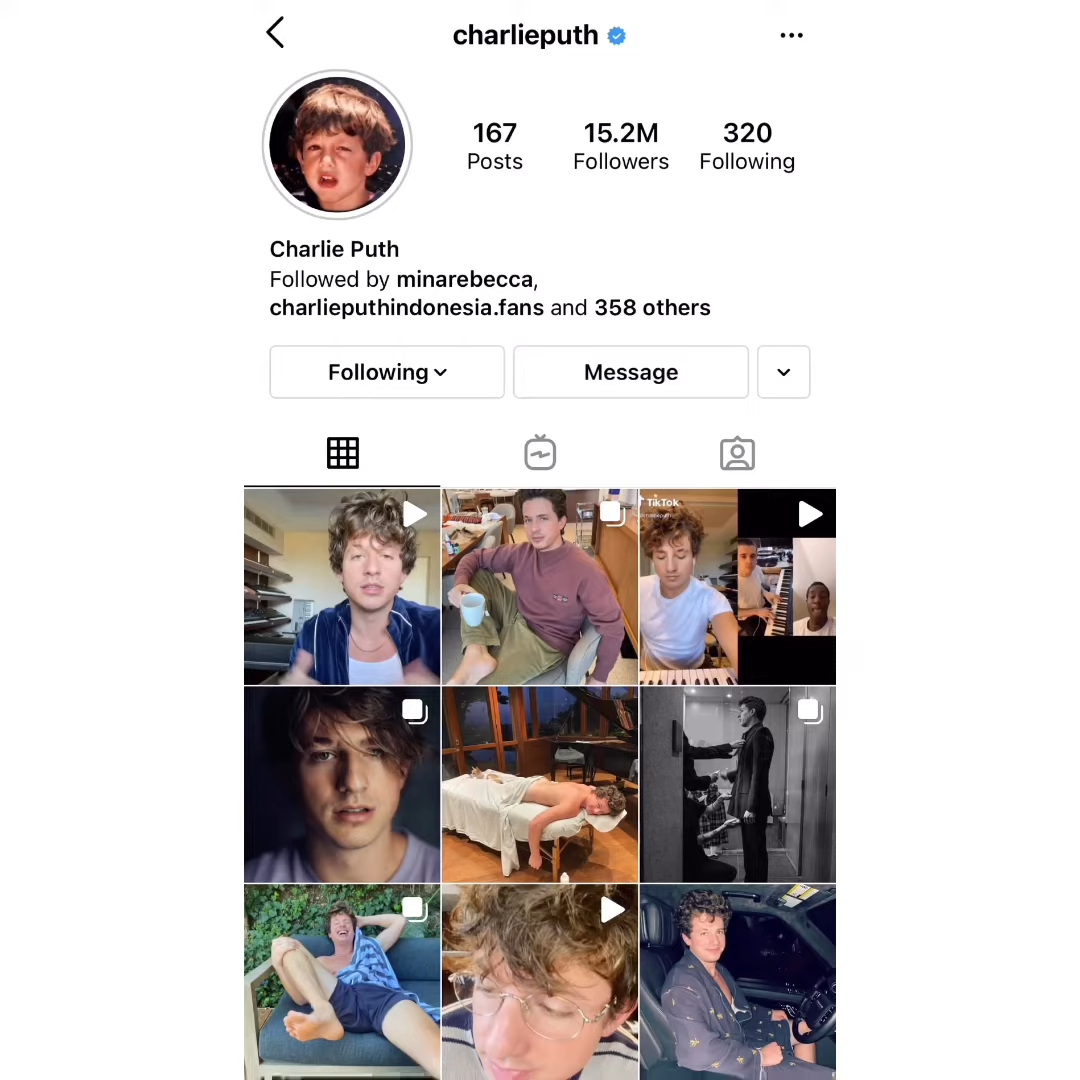 charlieputh
167 15.2M 320
Posts Followers Following
Charlie Puth
Followed by minarebecca,
charlieputhindonesia.fans and 358 others
Following Message
TikTok